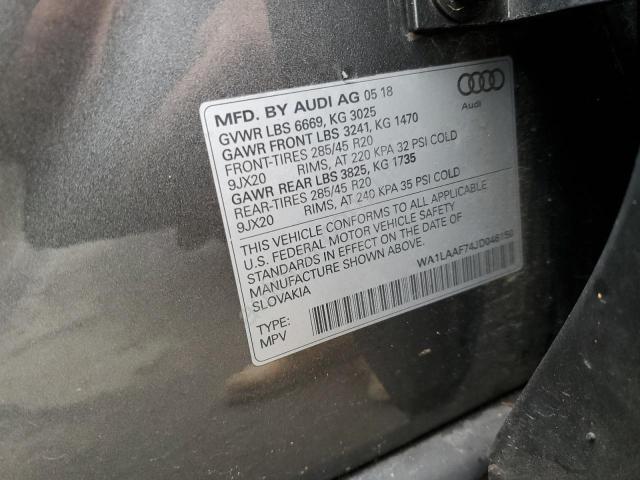 MFD. BY AUDI AG 05 18
GVWR LBS 6669, KG 3025
GAWR FRONT LBS 3241, KG 1470
FRONT-TIRES 285/45 R20
9JX20 RIMS, AT 220 KPA 32 PSI COLD
GAWR REAR LBS 3825, KG 1735
REAR-TIRES 285/45 R20
9JX20 RIMS, AT 240 KPA 35 PSI COLD
Audi
THIS VEHICLE CONFORMS TO ALL APPLICABLE
U.S. FEDERAL MOTOR VEHICLE SAFETY
STANDARDS IN EFFECT ON THE DATE OF
MANUFACTURE SHOWN ABOVE.
SLOVAKIA
WA1LAAF74JD046150
TYPE:
MPV